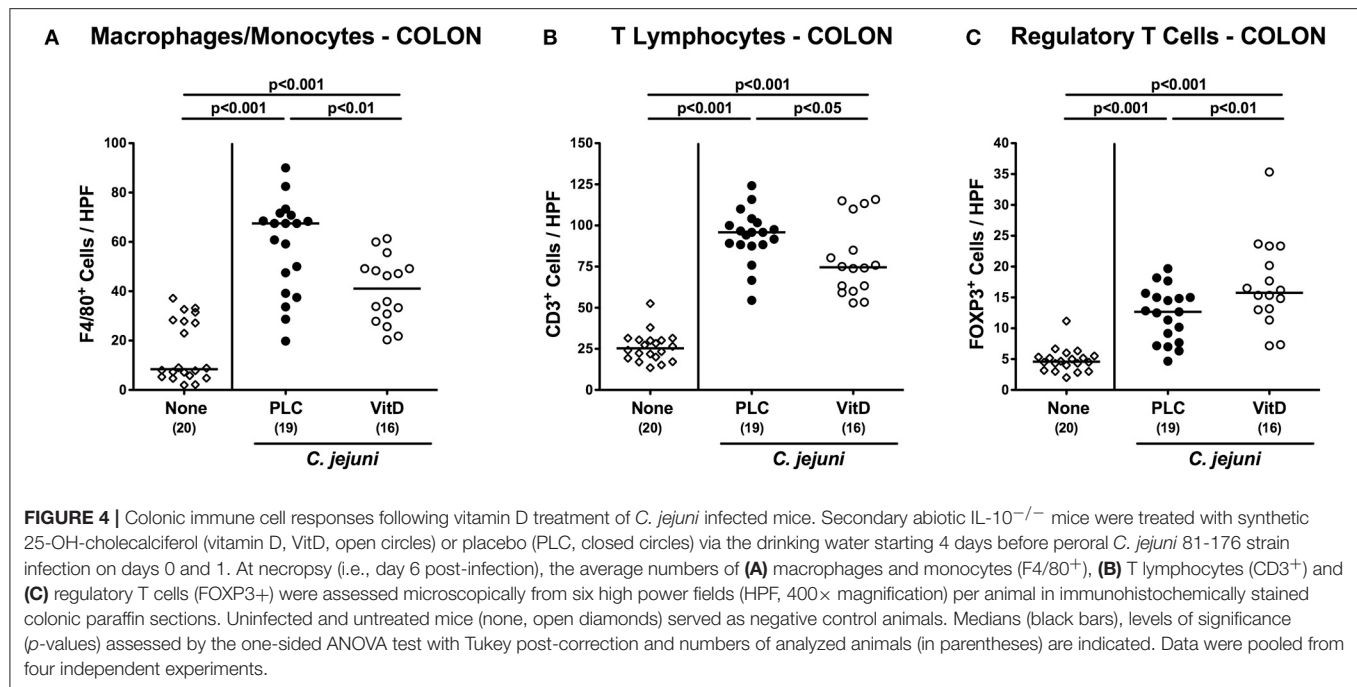 A Macrophages/Monocytes - COLON
p<0.001
p<0.001 p<0.01
F4/80+ Cells / HPF
100
80
60
40
20
0
None PLC VitD
(20) (19) (16)
C. jejuni
B T Lymphocytes - COLON
p<0.001
p<0.001 p<0.05
CD3+ Cells / HPF
150
125
100
75
50
25
0
None PLC VitD
(20) (19) (16)
C. jejuni
C Regulatory T Cells - COLON
p<0.001
p<0.001 p<0.01
FOXP3+ Cells / HPF
40
35
30
25
20
15
10
5
0
None PLC VitD
(20) (19) (16)
C. jejuni
FIGURE 4 | Colonic immune cell responses following vitamin D treatment of C. jejuni infected mice. Secondary abiotic IL-10−/− mice were treated with synthetic
25-OH-cholecalciferol (vitamin D, VitD, open circles) or placebo (PLC, closed circles) via the drinking water starting 4 days before peroral C. jejuni 81-176 strain
infection on days 0 and 1. At necropsy (i.e., day 6 post-infection), the average numbers of (A) macrophages and monocytes (F4/80+), (B) T lymphocytes (CD3+) and
(C) regulatory T cells (FOXP3+) were assessed microscopically from six high power fields (HPF, 400× magnification) per animal in immunohistochemically stained
colonic paraffin sections. Uninfected and untreated mice (none, open diamonds) served as negative control animals. Medians (black bars), levels of significance
(p-values) assessed by the one-sided ANOVA test with Tukey post-correction and numbers of analyzed animals (in parentheses) are indicated. Data were pooled from
four independent experiments.